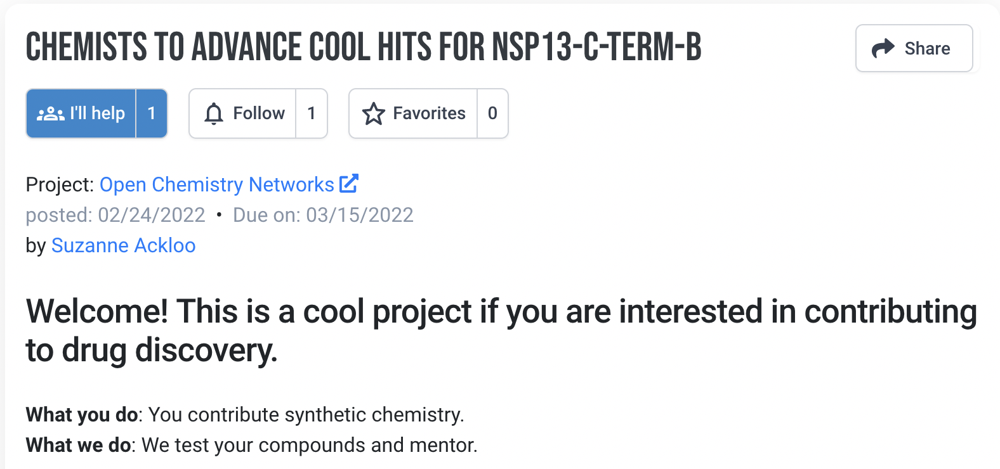 CHEMISTS TO ADVANCE COOL HITS FOR NSP13-C-TERM-B
Share
I'll help 1
Follow 1
Favorites 0
Project: Open Chemistry Networks
posted: 02/24/2022 • Due on: 03/15/2022
by Suzanne Ackloo
Welcome! This is a cool project if you are interested in contributing
to drug discovery.
What you do: You contribute synthetic chemistry.
What we do: We test your compounds and mentor.